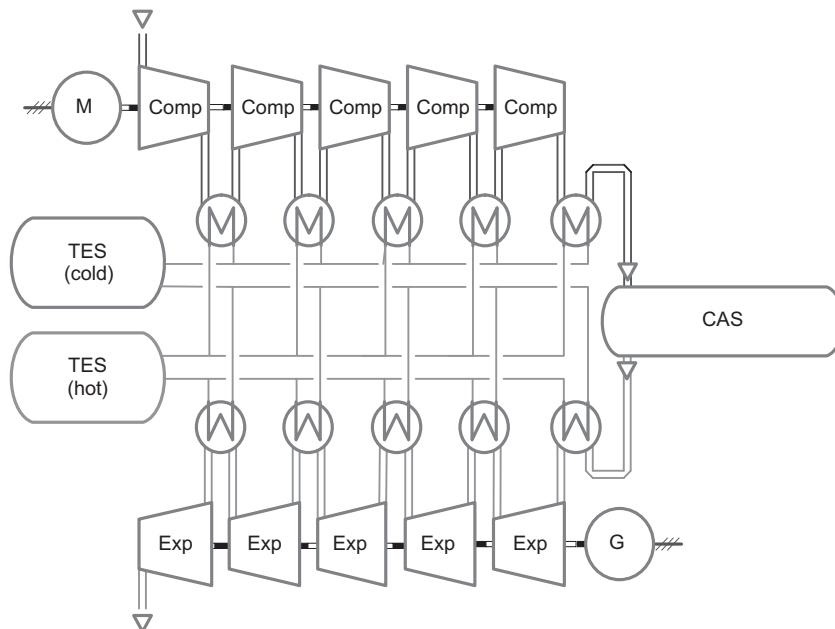 M
Comp
Comp
Comp
Comp
Comp
TES
(cold)
CAS
TES
(hot)
Exp
Exp
Exp
Exp
Exp
G